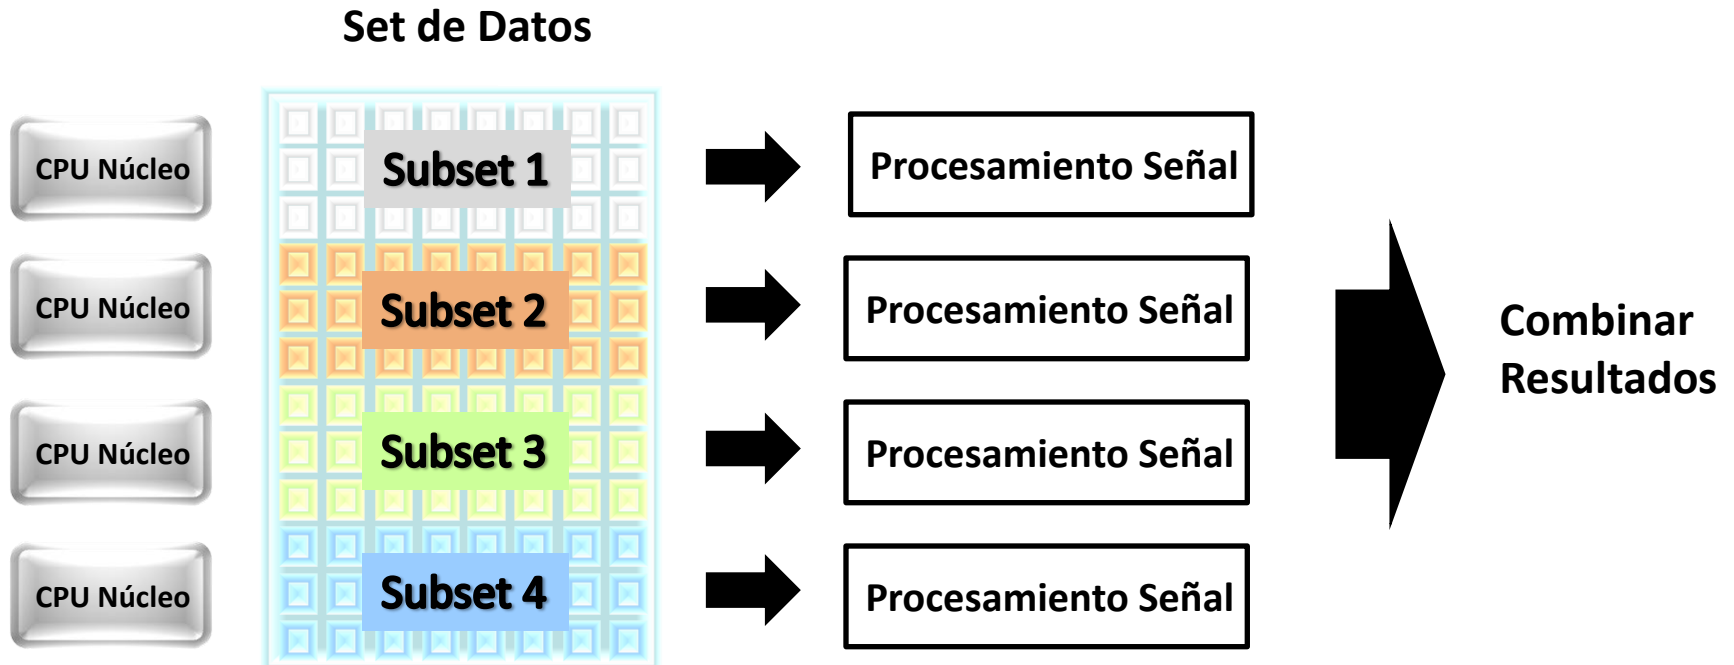 Set de Datos
CPU Núcleo
Subset 1
Procesamiento Señal
CPU Núcleo
Subset 2
Procesamiento Señal
CPU Núcleo
Subset 3
Procesamiento Señal
CPU Núcleo
Subset 4
Procesamiento Señal
Combinar
Resultados